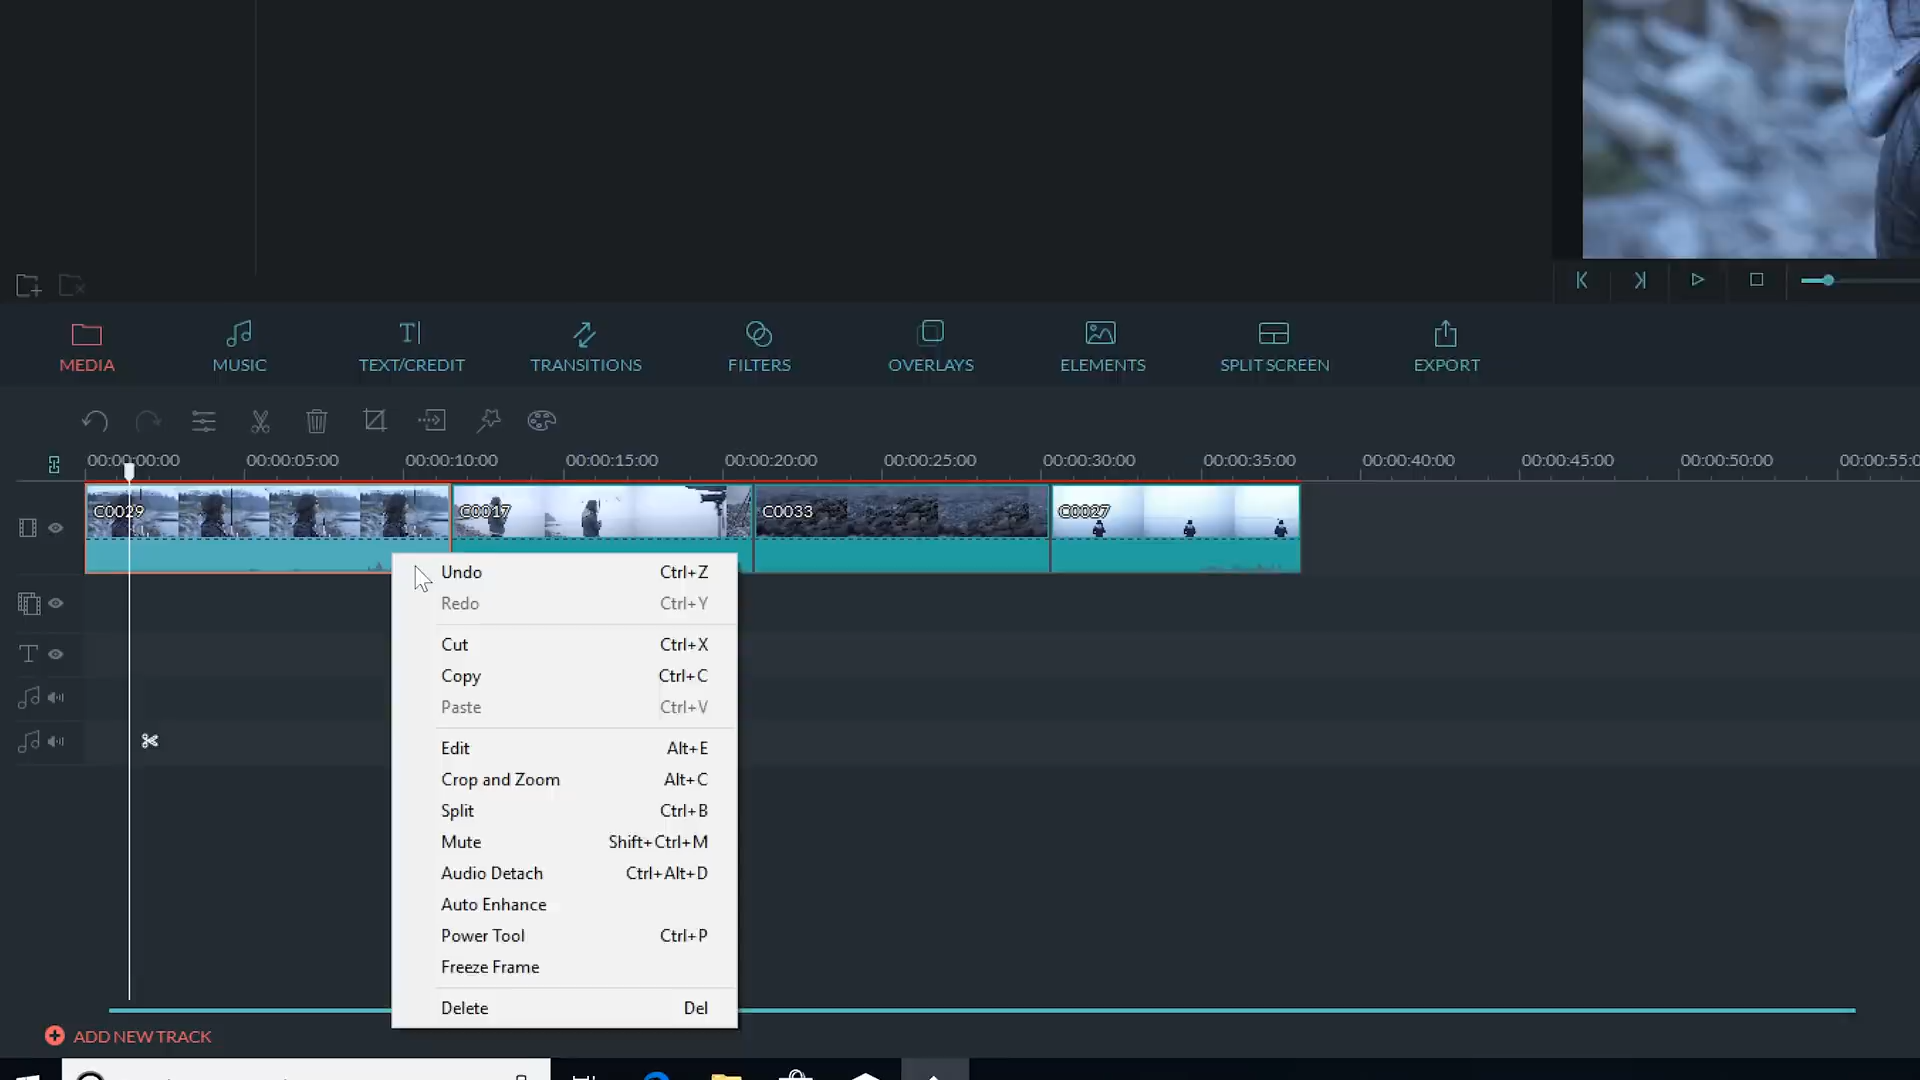 MEDIA
MUSIC
TEXT/CREDIT
TRANSITIONS
FILTERS
OVERLAYS
ELEMENTS
SPLIT SCREEN
EXPORT
00:00:00:00 00:00:05:00 00:00:10:00 00:00:15:00 00:00:20:00 00:00:25:00 00:00:30:00 00:00:35:00 00:00:40:00 00:00:45:00 00:00:50:00 00:00:55:0
C0029 C0017 C0033 C0027
Undo Ctrl+Z
Redo Ctrl+Y
Cut Ctrl+X
Copy Ctrl+C
Paste Ctrl+V
Edit Alt+E
Crop and Zoom Alt+C
Split Ctrl+B
Mute Shift+Ctrl+M
Audio Detach Ctrl+Alt+D
Auto Enhance
Power Tool Ctrl+P
Freeze Frame
Delete Del
ADD NEW TRACK